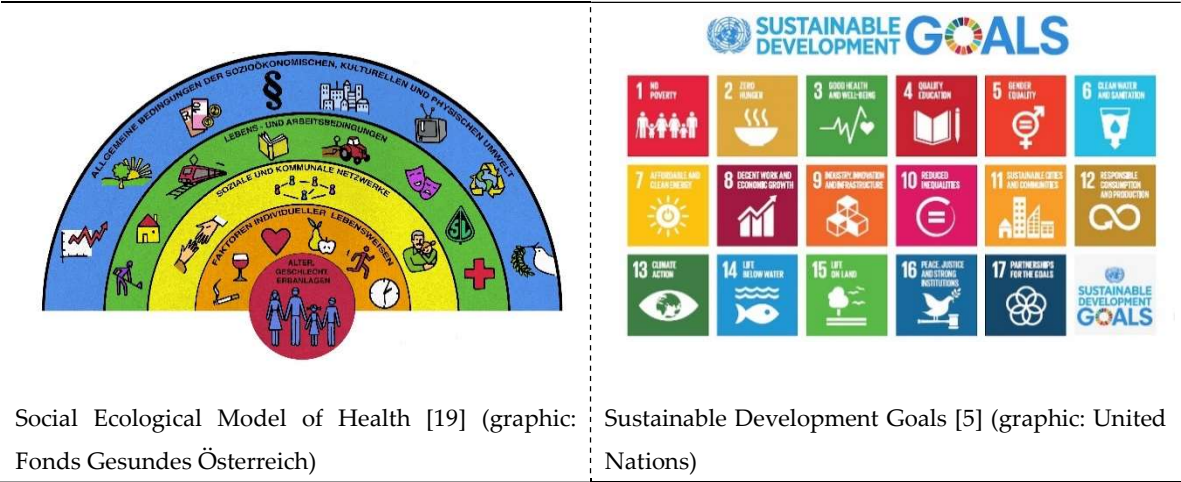 ALLGEMEINE BEDINGUNGEN DER SOZIOÖKONOMISCHEN, KULTURELLEN UND PHYSISCHEN UMWELT
§
LEBENS- UND ARBEITSBEDINGUNGEN
SOZIALE UND KOMMUNALE NETZWERKE
FAKTOREN INDIVIDUELLER LEBENSWEISEN
ALTER,
GESCHLECHT,
ERBANLAGEN
Social Ecological Model of Health [19] (graphic:
Fonds Gesundes Österreich)
SUSTAINABLE
DEVELOPMENT
GOALS
1 NO
POVERTY
2 ZERO
HUNGER
3 GOOD HEALTH
AND WELL-BEING
4 QUALITY
EDUCATION
5 GENDER
EQUALITY
6 CLEAN WATER
AND SANITATION
7 AFFORDABLE AND
CLEAN ENERGY
8 DECENT WORK AND
ECONOMIC GROWTH
9 INDUSTRY, INNOVATION
AND INFRASTRUCTURE
10 REDUCED
INEQUALITIES
11 SUSTAINABLE CITIES
AND COMMUNITIES
12 RESPONSIBLE
CONSUMPTION
AND PRODUCTION
13 CLIMATE
ACTION
14 LIFE
BELOW WATER
15 LIFE
ON LAND
16 PEACE, JUSTICE
AND STRONG
INSTITUTIONS
17 PARTNERSHIPS
FOR THE GOALS
SUSTAINABLE
DEVELOPMENT
GOALS
Sustainable Development Goals [5] (graphic: United
Nations)